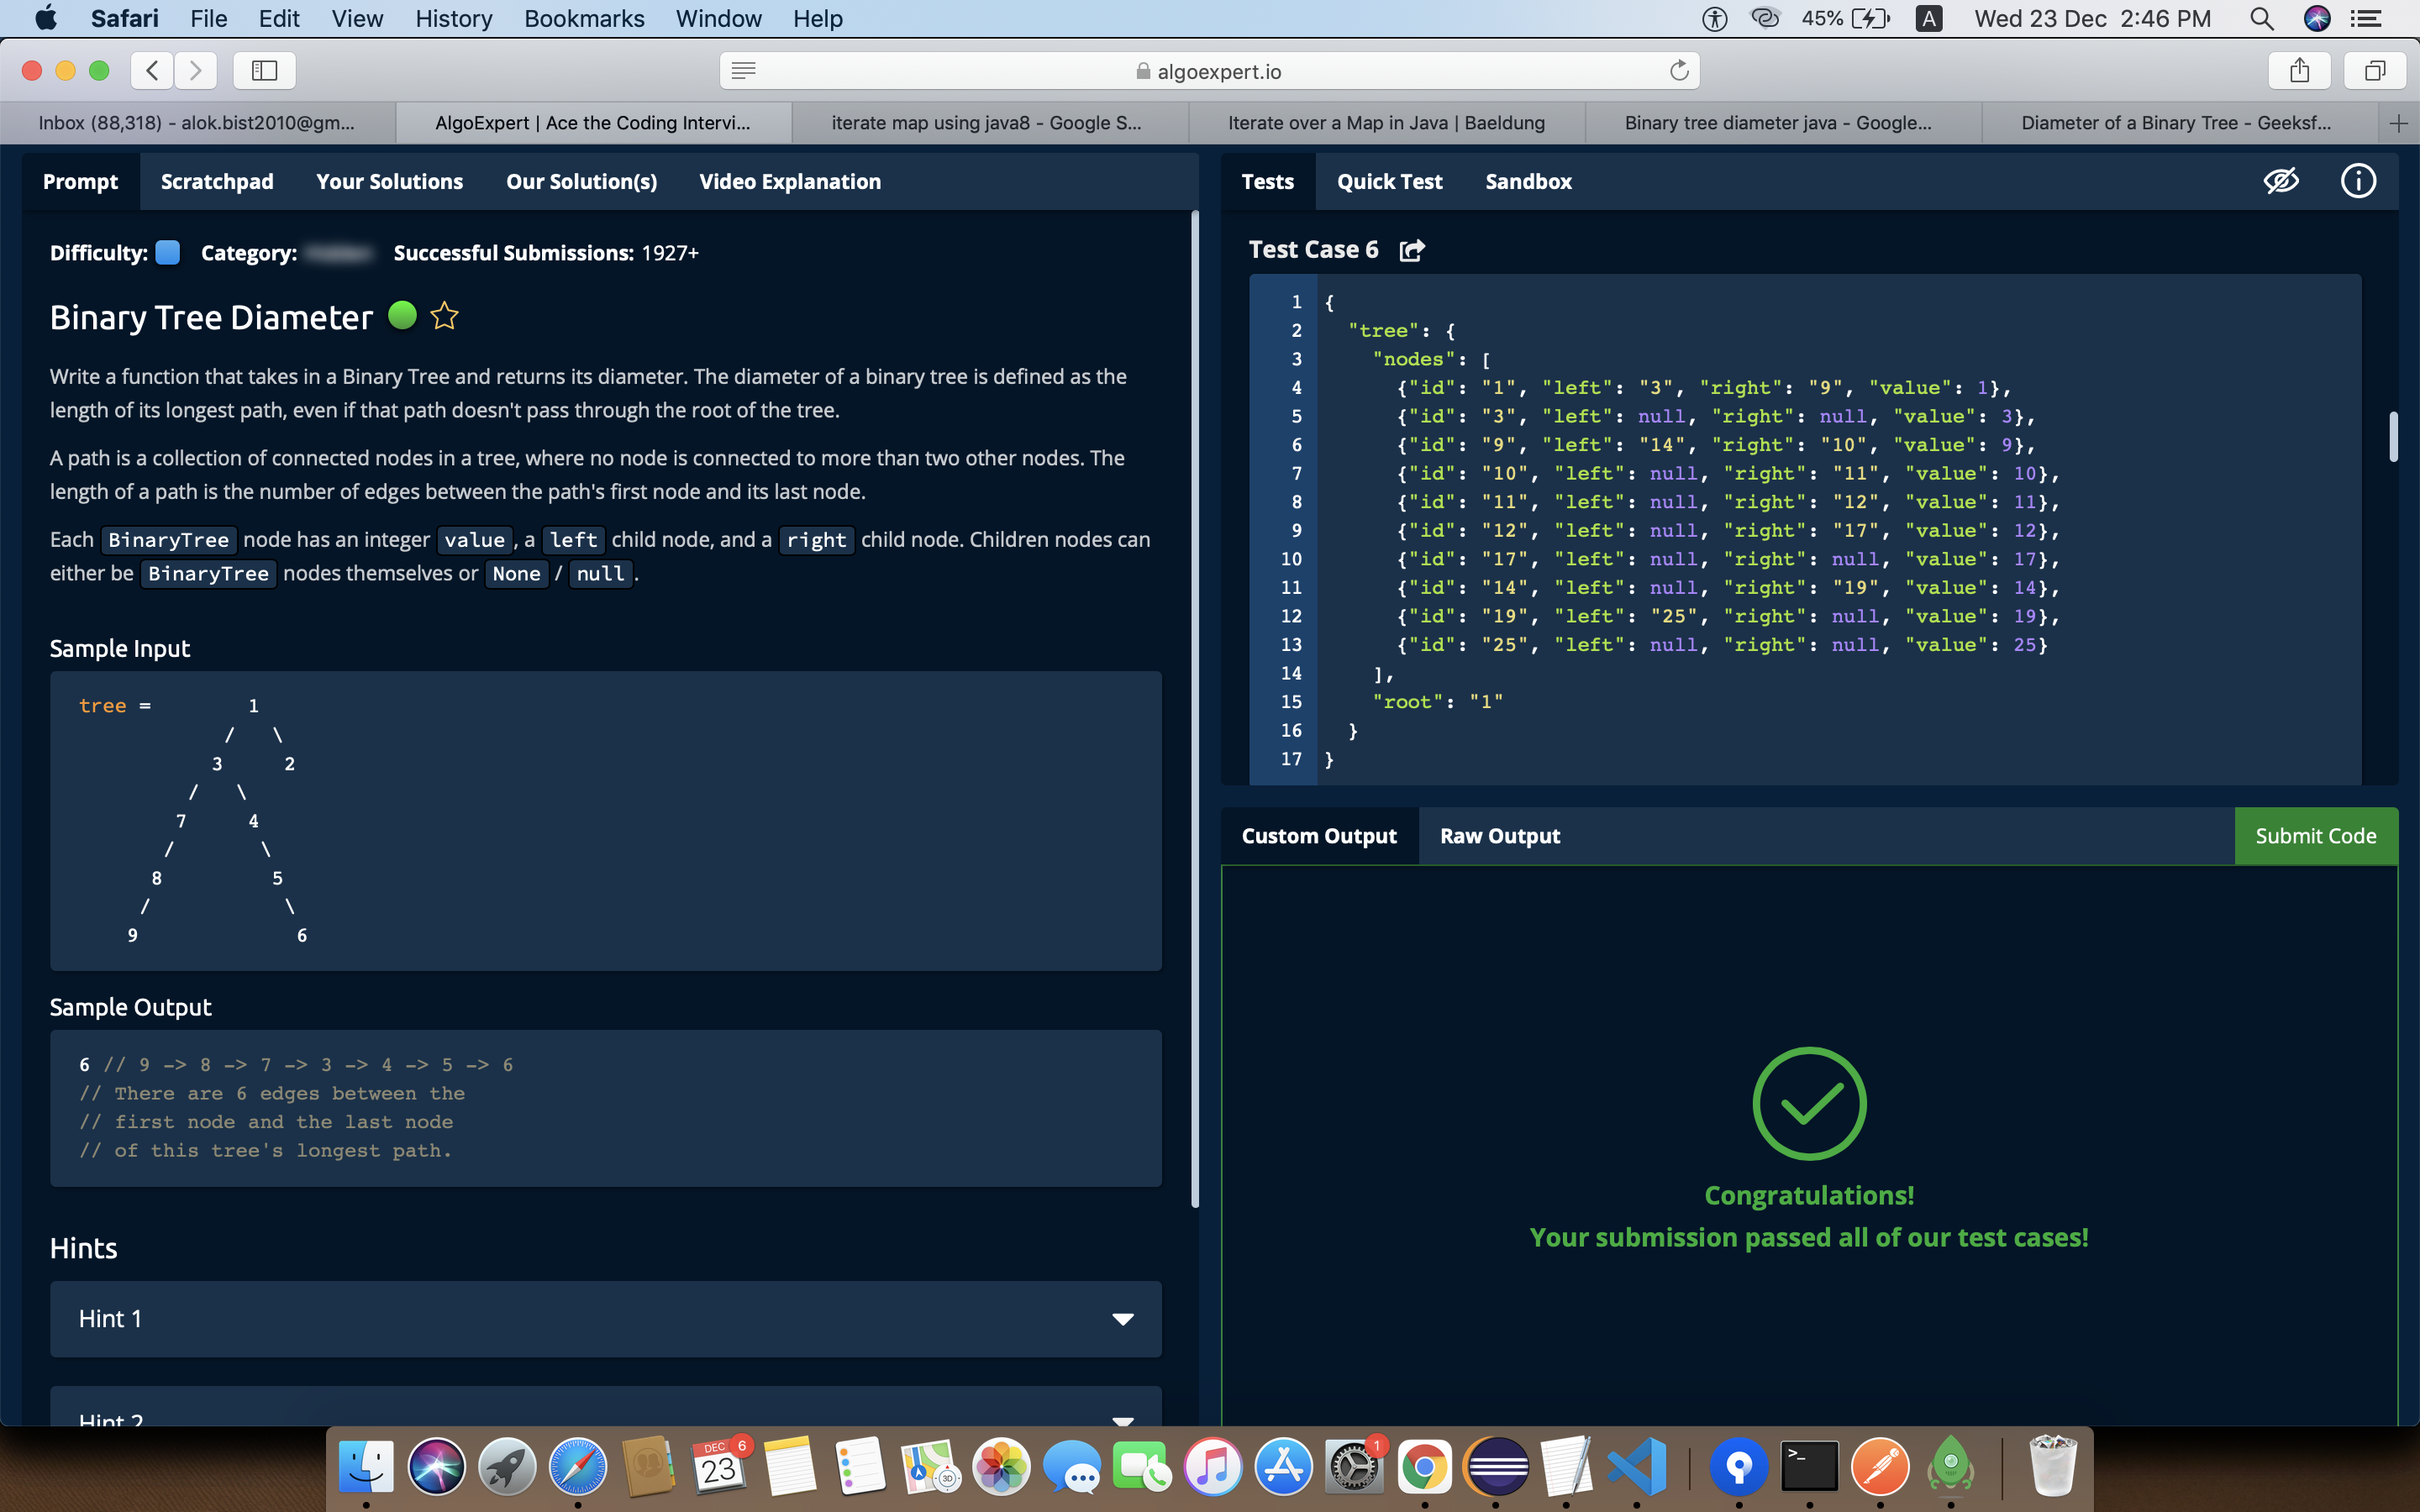 Safari File Edit View History Bookmarks Window Help 45% A Wed 23 Dec 2:46 PM
algoexpert.io
Inbox (88,318) - alok.bist2010@gm... AlgoExpert | Ace the Coding Intervi... iterate map using java8 - Google S... Iterate over a Map in Java | Baeldung Binary tree diameter java - Google... Diameter of a Binary Tree - Geeksf...
Prompt Scratchpad Your Solutions Our Solution(s) Video Explanation
Difficulty: Category: Successful Submissions: 1927+
Binary Tree Diameter
Write a function that takes in a Binary Tree and returns its diameter. The diameter of a binary tree is defined as the
length of its longest path, even if that path doesn't pass through the root of the tree.
A path is a collection of connected nodes in a tree, where no node is connected to more than two other nodes. The
length of a path is the number of edges between the path's first node and its last node.
Each BinaryTree node has an integer value, a left child node, and a right child node. Children nodes can
either be BinaryTree nodes themselves or None / null.
Sample Input
tree = 1
/ \
3 2
/ \
7 4
/ \
8 5
/ \
9 6
Sample Output
6 // 9 -> 8 -> 7 -> 3 -> 4 -> 5 -> 6
// There are 6 edges between the
// first node and the last node
// of this tree's longest path.
Hints
Hint 1
Hint 2
Tests Quick Test Sandbox
Test Case 6
1 {
2 "tree": {
3 "nodes": [
4 {"id": "1", "left": "3", "right": "9", "value": 1},
5 {"id": "3", "left": null, "right": null, "value": 3},
6 {"id": "9", "left": "14", "right": "10", "value": 9},
7 {"id": "10", "left": null, "right": "11", "value": 10},
8 {"id": "11", "left": null, "right": "12", "value": 11},
9 {"id": "12", "left": null, "right": "17", "value": 12},
10 {"id": "17", "left": null, "right": null, "value": 17},
11 {"id": "14", "left": null, "right": "19", "value": 14},
12 {"id": "19", "left": "25", "right": null, "value": 19},
13 {"id": "25", "left": null, "right": null, "value": 25}
14 ],
15 "root": "1"
16 }
17 }
Custom Output Raw Output Submit Code
Congratulations!
Your submission passed all of our test cases!
DEC 6
23
3D
1
>_